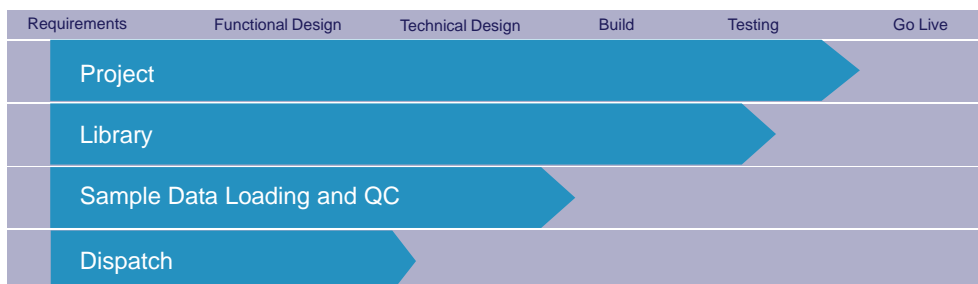 Requirements Functional Design Technical Design Build Testing Go Live
Project
Library
Sample Data Loading and QC
Dispatch